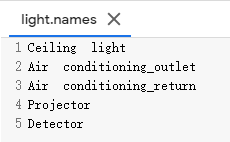 light.names
1 Ceiling  light
2 Air  conditioning_outlet
3 Air  conditioning_return
4 Projector
5 Detector